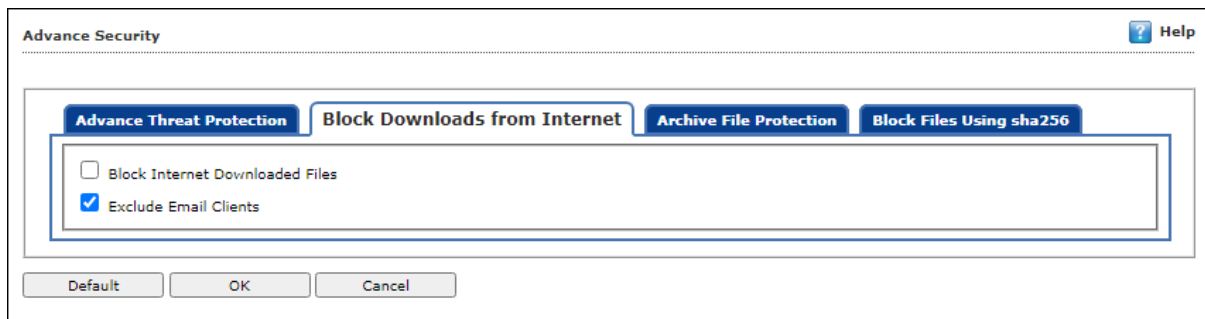 Advance Security
Help
Advance Threat Protection
Block Downloads from Internet
Archive File Protection
Block Files Using sha256
Block Internet Downloaded Files
Exclude Email Clients
Default
OK
Cancel